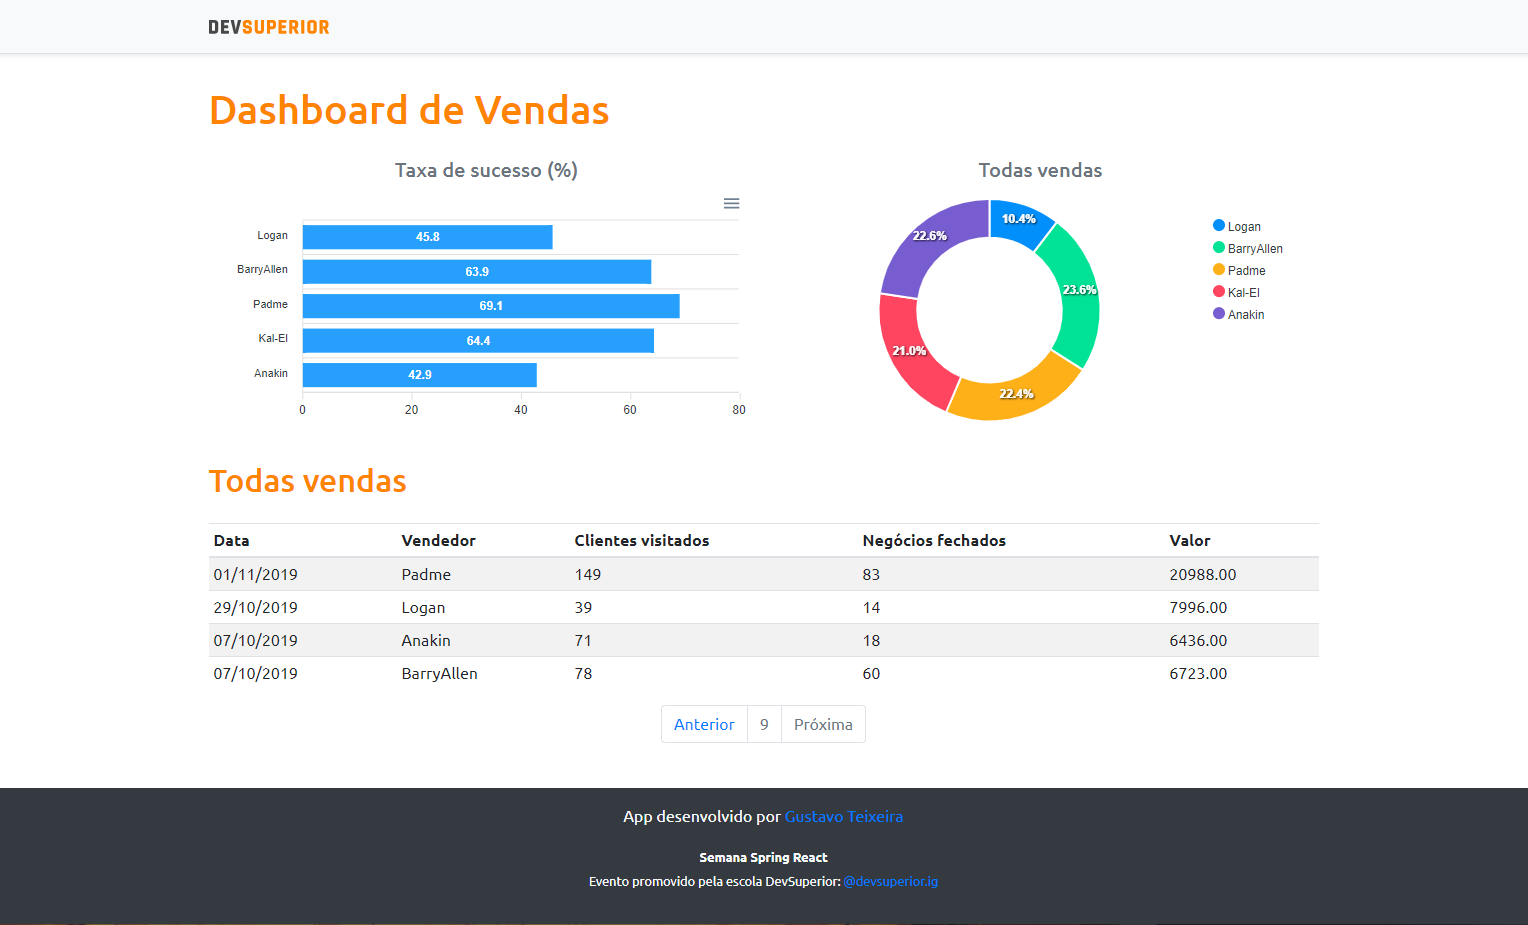 DEVSUPERIOR
Dashboard de Vendas
Taxa de sucesso (%)
Logan 45.8
BarryAllen 63.9
Padme 69.1
Kal-El 64.4
Anakin 42.9
0 20 40 60 80
Todas vendas
10.4%
23.6%
22.4%
21.0%
22.6%
Logan
BarryAllen
Padme
Kal-El
Anakin
Todas vendas
Data Vendedor Clientes visitados Negócios fechados Valor
01/11/2019 Padme 149 83 20988.00
29/10/2019 Logan 39 14 7996.00
07/10/2019 Anakin 71 18 6436.00
07/10/2019 BarryAllen 78 60 6723.00
Anterior 9 Próxima
App desenvolvido por Gustavo Teixeira
Semana Spring React
Evento promovido pela escola DevSuperior: @devsuperior.ig